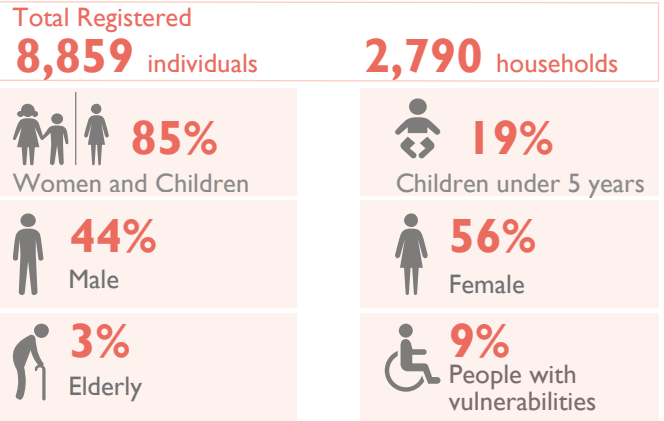 Total Registered
8,859 individuals
2,790 households
85%
Women and Children
19%
Children under 5 years
44%
Male
56%
Female
3%
Elderly
9%
People with
vulnerabilities